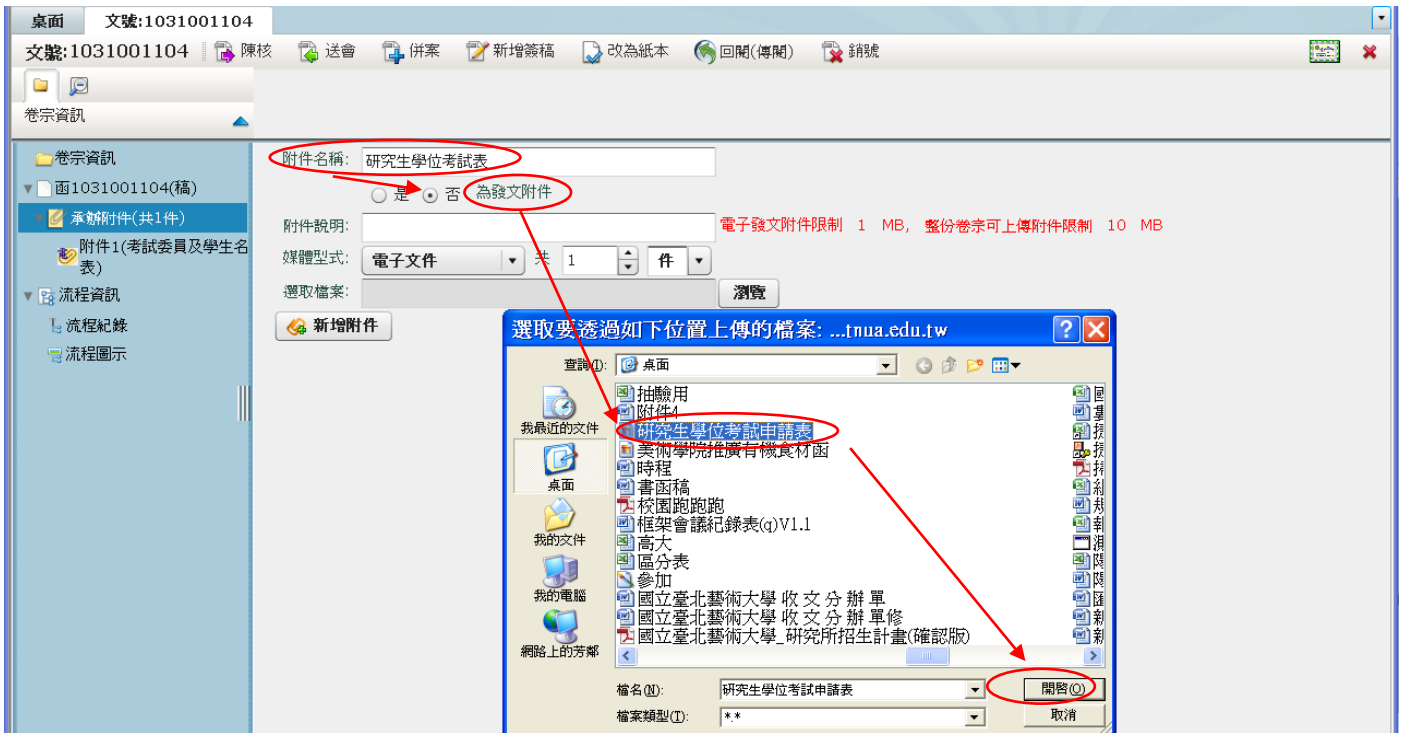 桌面 文號:1031001104
文號:1031001104 陳核 送會 併案 新增簽稿 改為紙本 回閘(傳閘) 銷號
卷宗資訊
卷宗資訊
函1031001104(稿)
承辦附件(共1件)
附件1(考試委員及學生名
表)
流程資訊
流程紀錄
流程圖示
附件名稱: 研究生學位考試表
是 否 為發文附件
附件說明: 電子發文附件限制 1 MB, 整份卷宗可上傳附件限制 10 MB
媒體型式: 電子文件 共 1 件
選取檔案: 瀏覽
新增附件
選取要透過如下位置上傳的檔案: ...tnua.edu.tw
查詢(I): 桌面
我最近的文件
桌面
我的文件
我的電腦
網路上的芳鄰
抽驗用
附件4
研究生學位考試申請表
美術學院推廣有機食材函
時程
書函稿
校園跑跑跑
框架會議紀錄表(q)V1.1
高大
區分表
參加
國立臺北藝術大學 收 文 分 辦 單
國立臺北藝術大學 收 文 分 辦 單修
國立臺北藝術大學_研究所招生計畫(確認版)
檔名(N): 研究生學位考試申請表 開啓(O)
檔案類型(T): *.* 取消